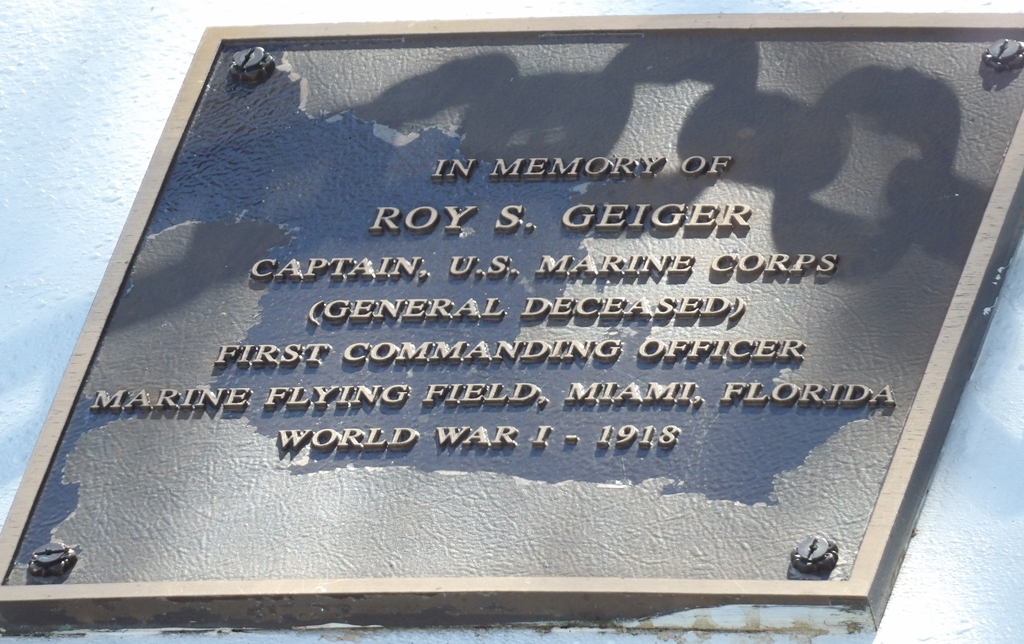 IN MEMORY OF
ROY S. GEIGER
CAPTAIN, U.S. MARINE CORPS
(GENERAL DECEASED)
FIRST COMMANDING OFFICER
MARINE FLYING FIELD, MIAMI, FLORIDA
WORLD WAR I - 1918